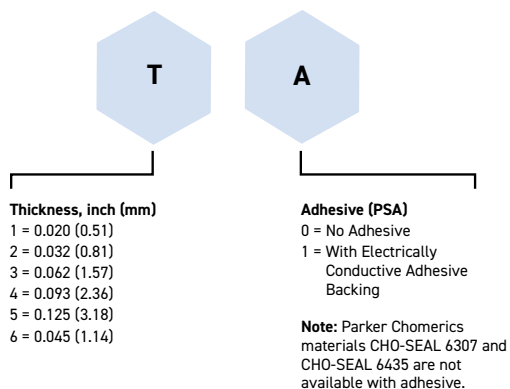 T
A
Thickness, inch (mm)
1 = 0.020 (0.51)
2 = 0.032 (0.81)
3 = 0.062 (1.57)
4 = 0.093 (2.36)
5 = 0.125 (3.18)
6 = 0.045 (1.14)
Adhesive (PSA)
0 = No Adhesive
1 = With Electrically
Conductive Adhesive
Backing
Note: Parker Chomerics
materials CHO-SEAL 6307 and
CHO-SEAL 6435 are not
available with adhesive.